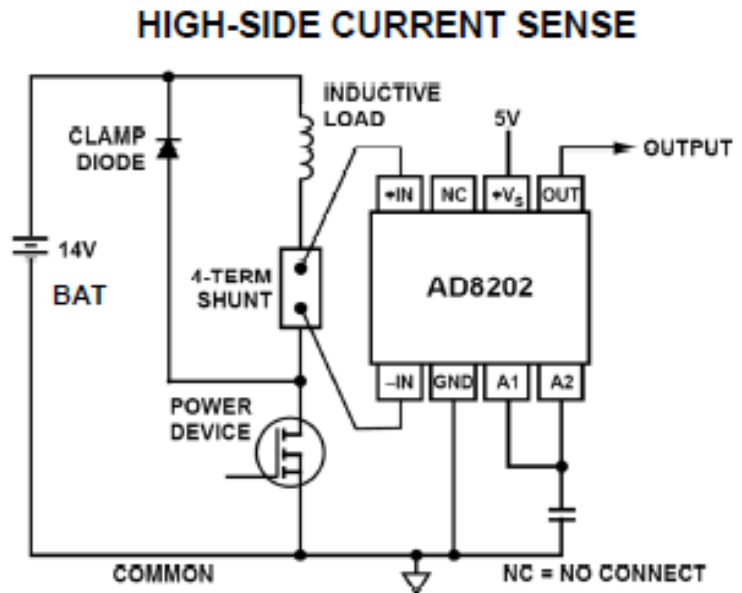 HIGH-SIDE CURRENT SENSE
INDUCTIVE
LOAD
CLAMP
DIODE
5V
OUTPUT
+IN
NC
+VS
OUT
14V
BAT
4-TERM
SHUNT
AD8202
-IN
GND
A1
A2
POWER
DEVICE
COMMON
NC = NO CONNECT